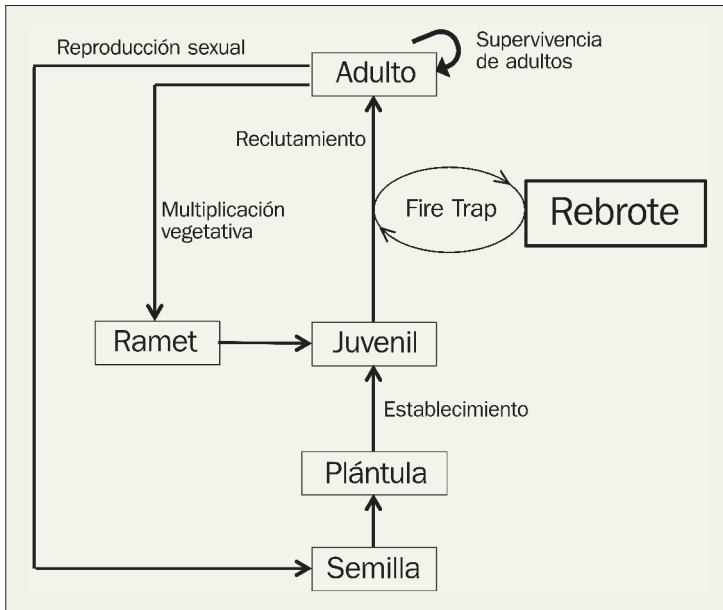 Reproducción sexual
Supervivencia
de adultos
Adulto
Reclutamiento
Multiplicación
vegetativa
Fire Trap
Rebrote
Ramet
Juvenil
Establecimiento
Plántula
Semilla